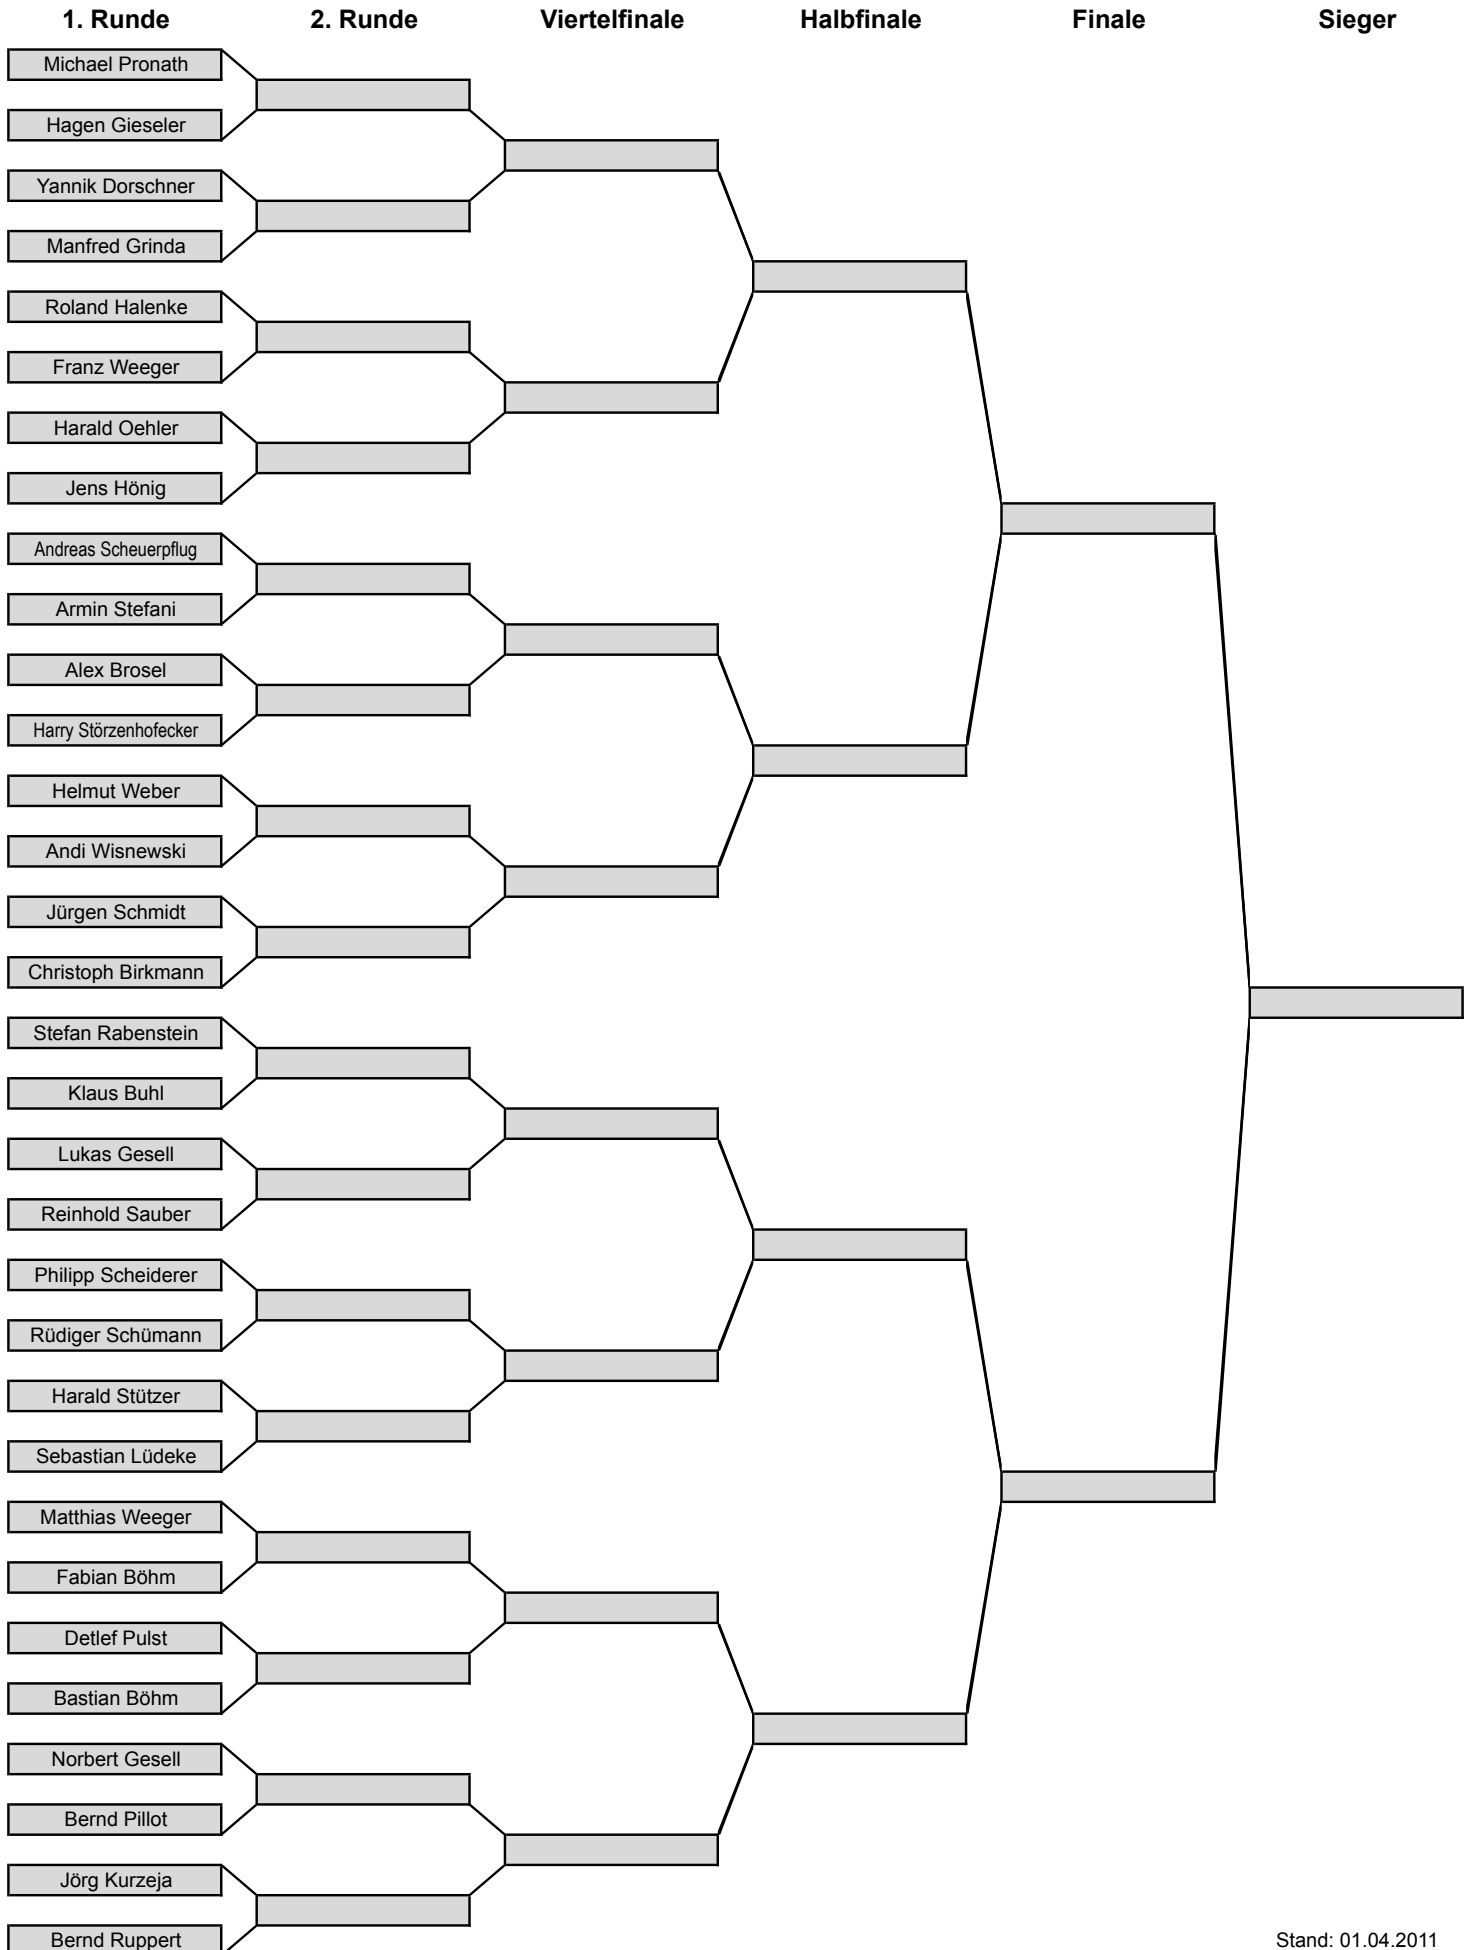 1. Runde 2. Runde Viertelfinale Halbfinale Finale Sieger
Michael Pronath
Hagen Gieseler
Yannik Dorschner
Manfred Grinda
Roland Halenke
Franz Weeger
Harald Oehler
Jens Hönig
Andreas Scheuerpflug
Armin Stefani
Alex Brosel
Harry Störzenhofecker
Helmut Weber
Andi Wisnewski
Jürgen Schmidt
Christoph Birkmann
Stefan Rabenstein
Klaus Buhl
Lukas Gesell
Reinhold Sauber
Philipp Scheiderer
Rüdiger Schümann
Harald Stützer
Sebastian Lüdeke
Matthias Weeger
Fabian Böhm
Detlef Pulst
Bastian Böhm
Norbert Gesell
Bernd Pillot
Jörg Kurzeja
Bernd Ruppert
Stand: 01.04.2011